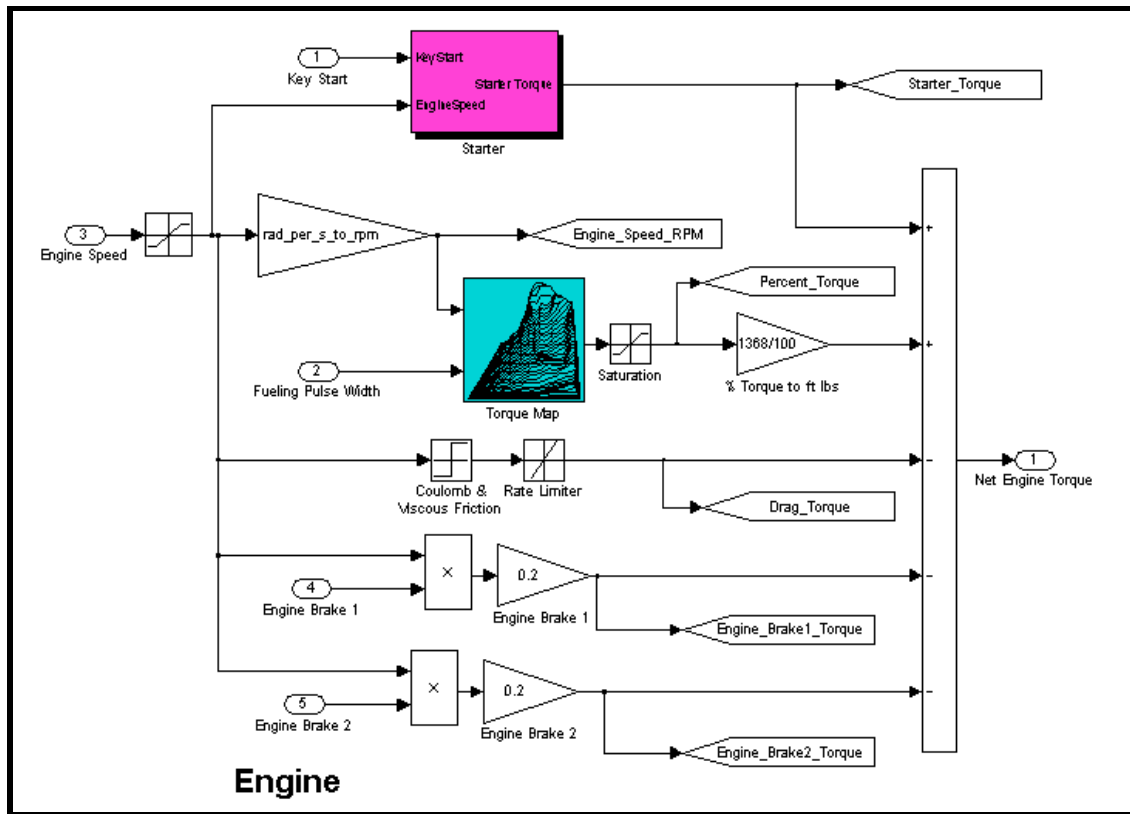 1
Key Start
KeyStart
Starter Torque
EngineSpeed
Starter
Starter_Torque
3
Engine Speed
rad_per_s_to_rpm
Engine_Speed_RPM
+
Percent_Torque
2
Fueling Pulse Width
Torque Map
Saturation
1368/100
% Torque to ft lbs
+
Coulomb &
Viscous Friction
Rate Limiter
-
Drag_Torque
1
Net Engine Torque
4
Engine Brake 1
×
0.2
Engine Brake 1
-
Engine_Brake1_Torque
5
Engine Brake 2
×
0.2
Engine Brake 2
-
Engine_Brake2_Torque
Engine